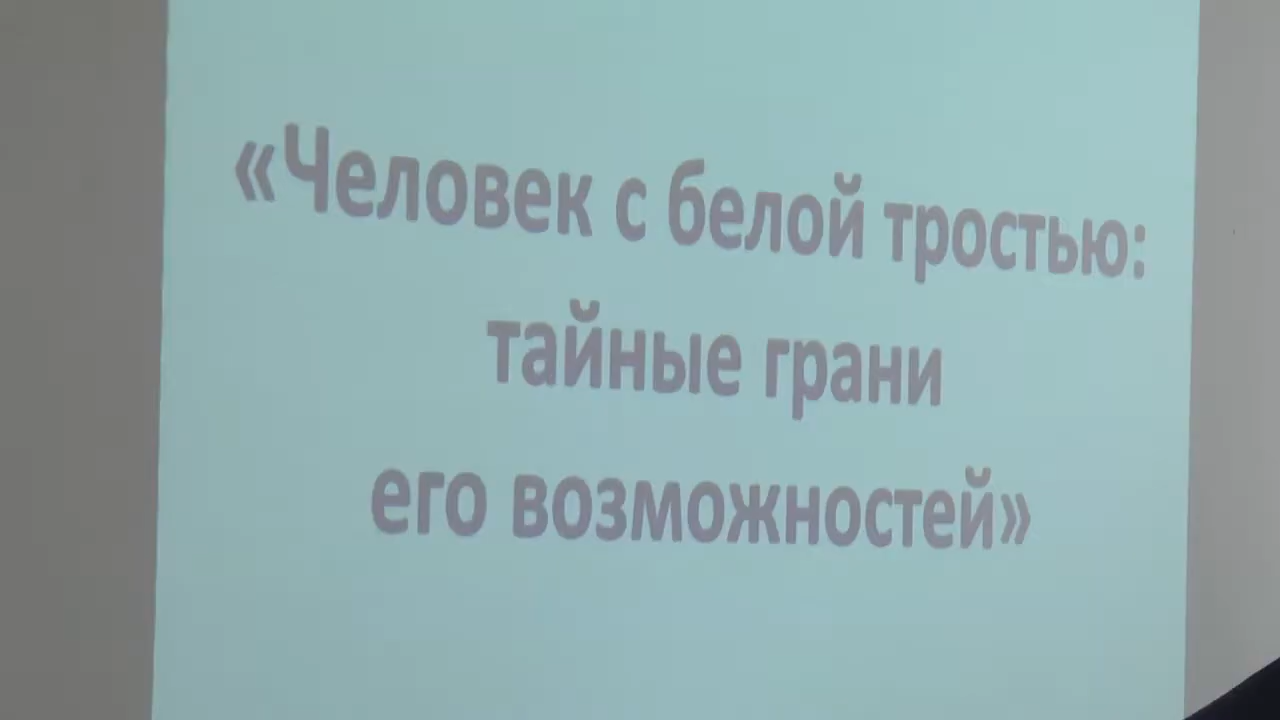 «Человек с белой тростью:
тайные грани
его возможностей»